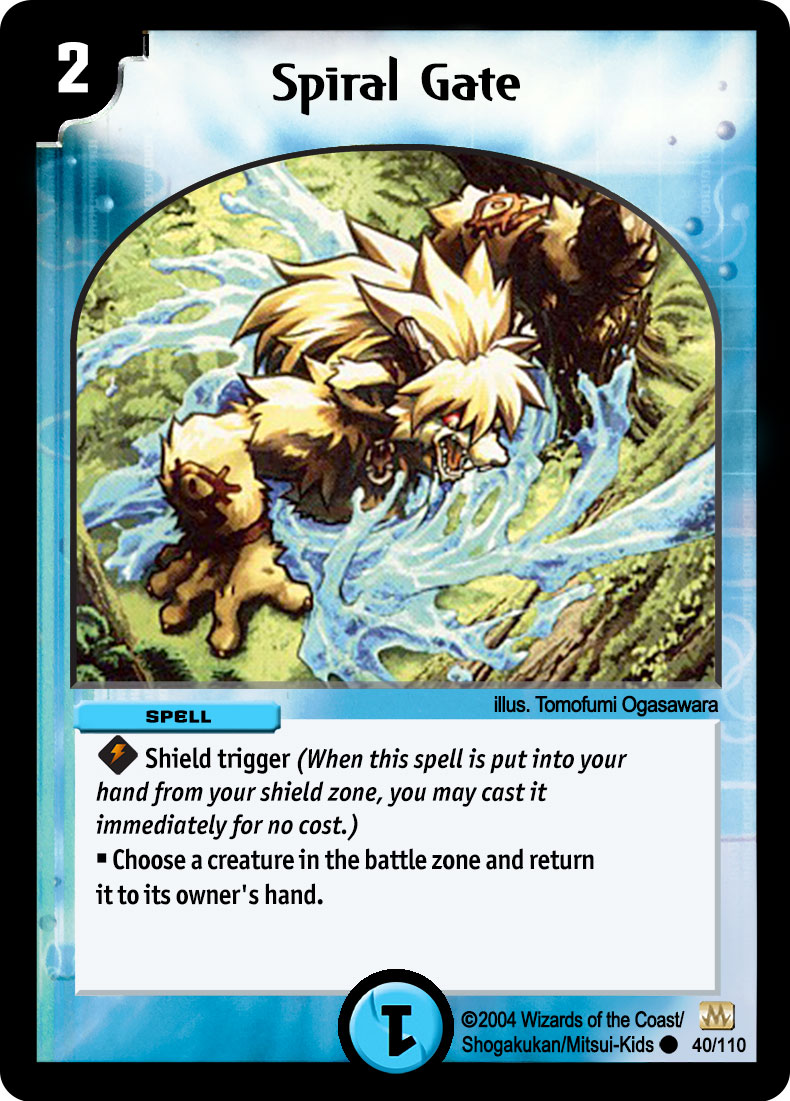 2
Spiral Gate
illus. Tomofumi Ogasawara
SPELL
Shield trigger (When this spell is put into your
hand from your shield zone, you may cast it
immediately for no cost.)
▪ Choose a creature in the battle zone and return
it to its owner's hand.
1
©2004 Wizards of the Coast/
Shogakukan/Mitsui-Kids ● 40/110